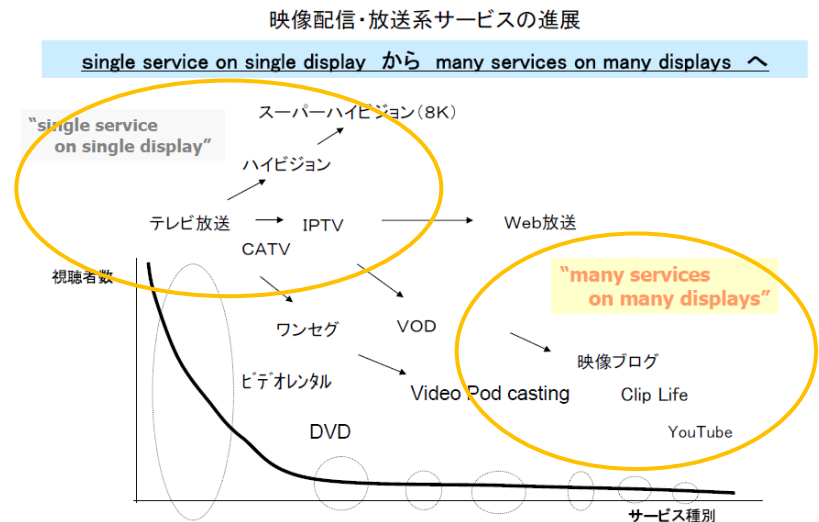 映像配信・放送系サービスの進展
single service on single display から many services on many displays へ
スーパーハイビジョン(8K)
“single service
on single display”
ハイビジョン
テレビ放送
IPTV
Web放送
CATV
視聴者数
“many services
on many displays”
ワンセグ
VOD
映像ブログ
ビデオレンタル
Video Pod casting
Clip Life
DVD
YouTube
サービス種別